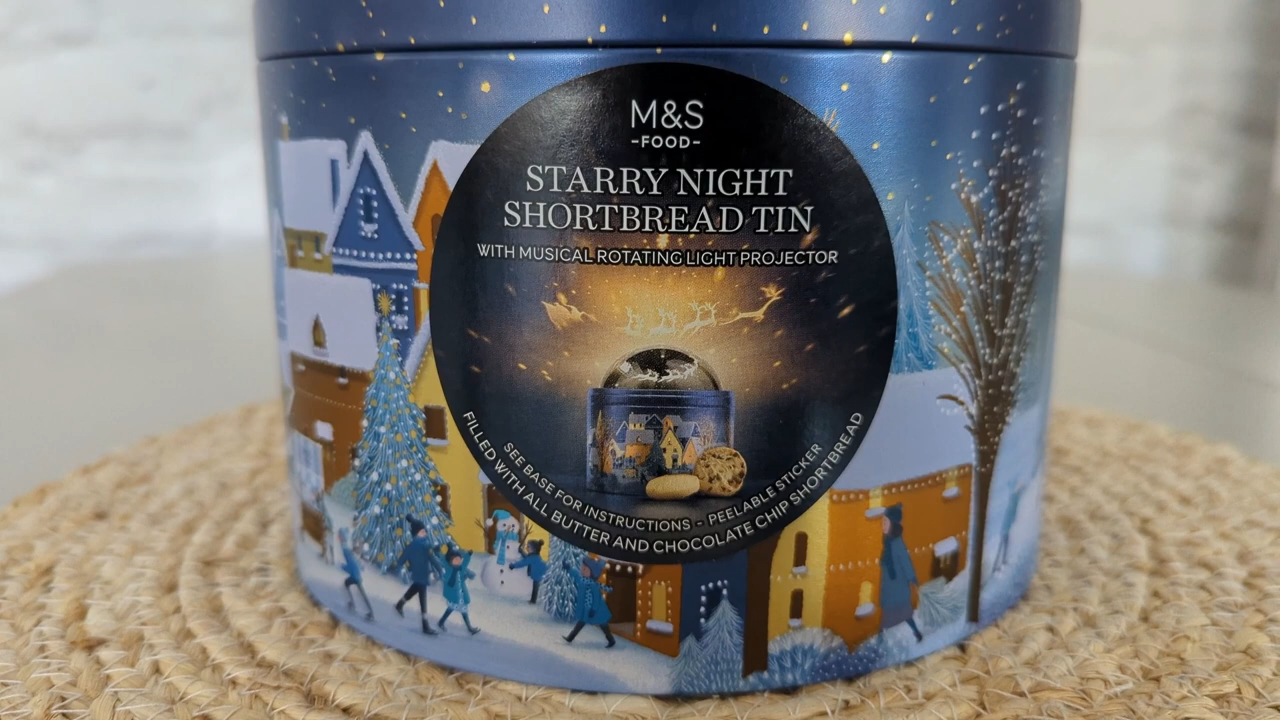 M&S
-FOOD-
STARRY NIGHT
SHORTBREAD TIN
WITH MUSICAL ROTATING LIGHT PROJECTOR
SEE BASE FOR INSTRUCTIONS - PEELABLE STICKER
FILLED WITH ALL BUTTER AND CHOCOLATE CHIP SHORTBREAD